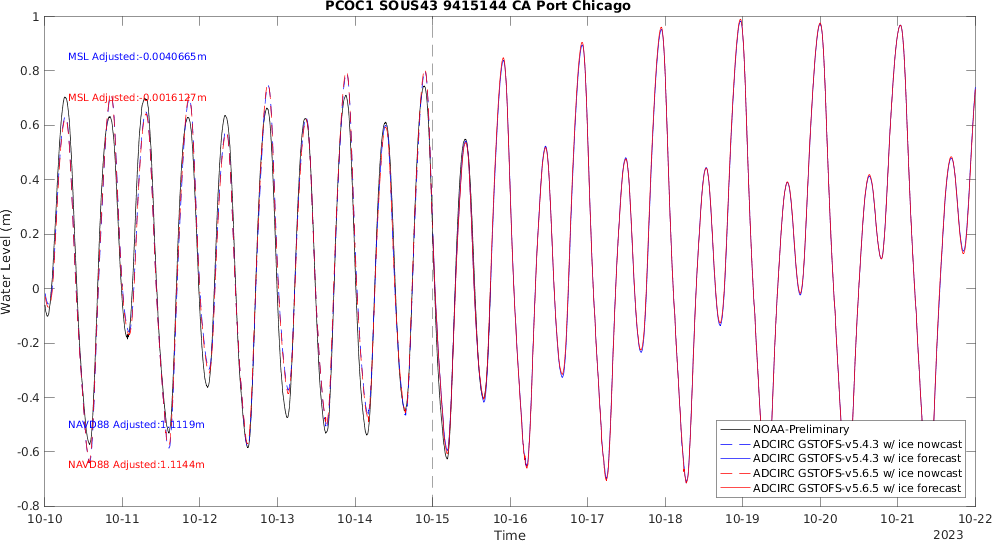 PCOC1 SOUS43 9415144 CA Port Chicago
1
MSL Adjusted:-0.0040665m
0.8
MSL Adjusted:-0.0016127m
0.6
0.4
0.2
Water Level (m)
0
-0.2
-0.4
NAVD88 Adjusted:1.1119m
NOAA-Preliminary
ADCIRC GSTOFS-v5.4.3 w/ ice nowcast
-0.6
ADCIRC GSTOFS-v5.4.3 w/ ice forecast
NAVD88 Adjusted:1.1144m
ADCIRC GSTOFS-v5.6.5 w/ ice nowcast
ADCIRC GSTOFS-v5.6.5 w/ ice forecast
-0.8
10-10 10-11 10-12 10-13 10-14 10-15 10-16 10-17 10-18 10-19 10-20 10-21 10-22
Time
2023